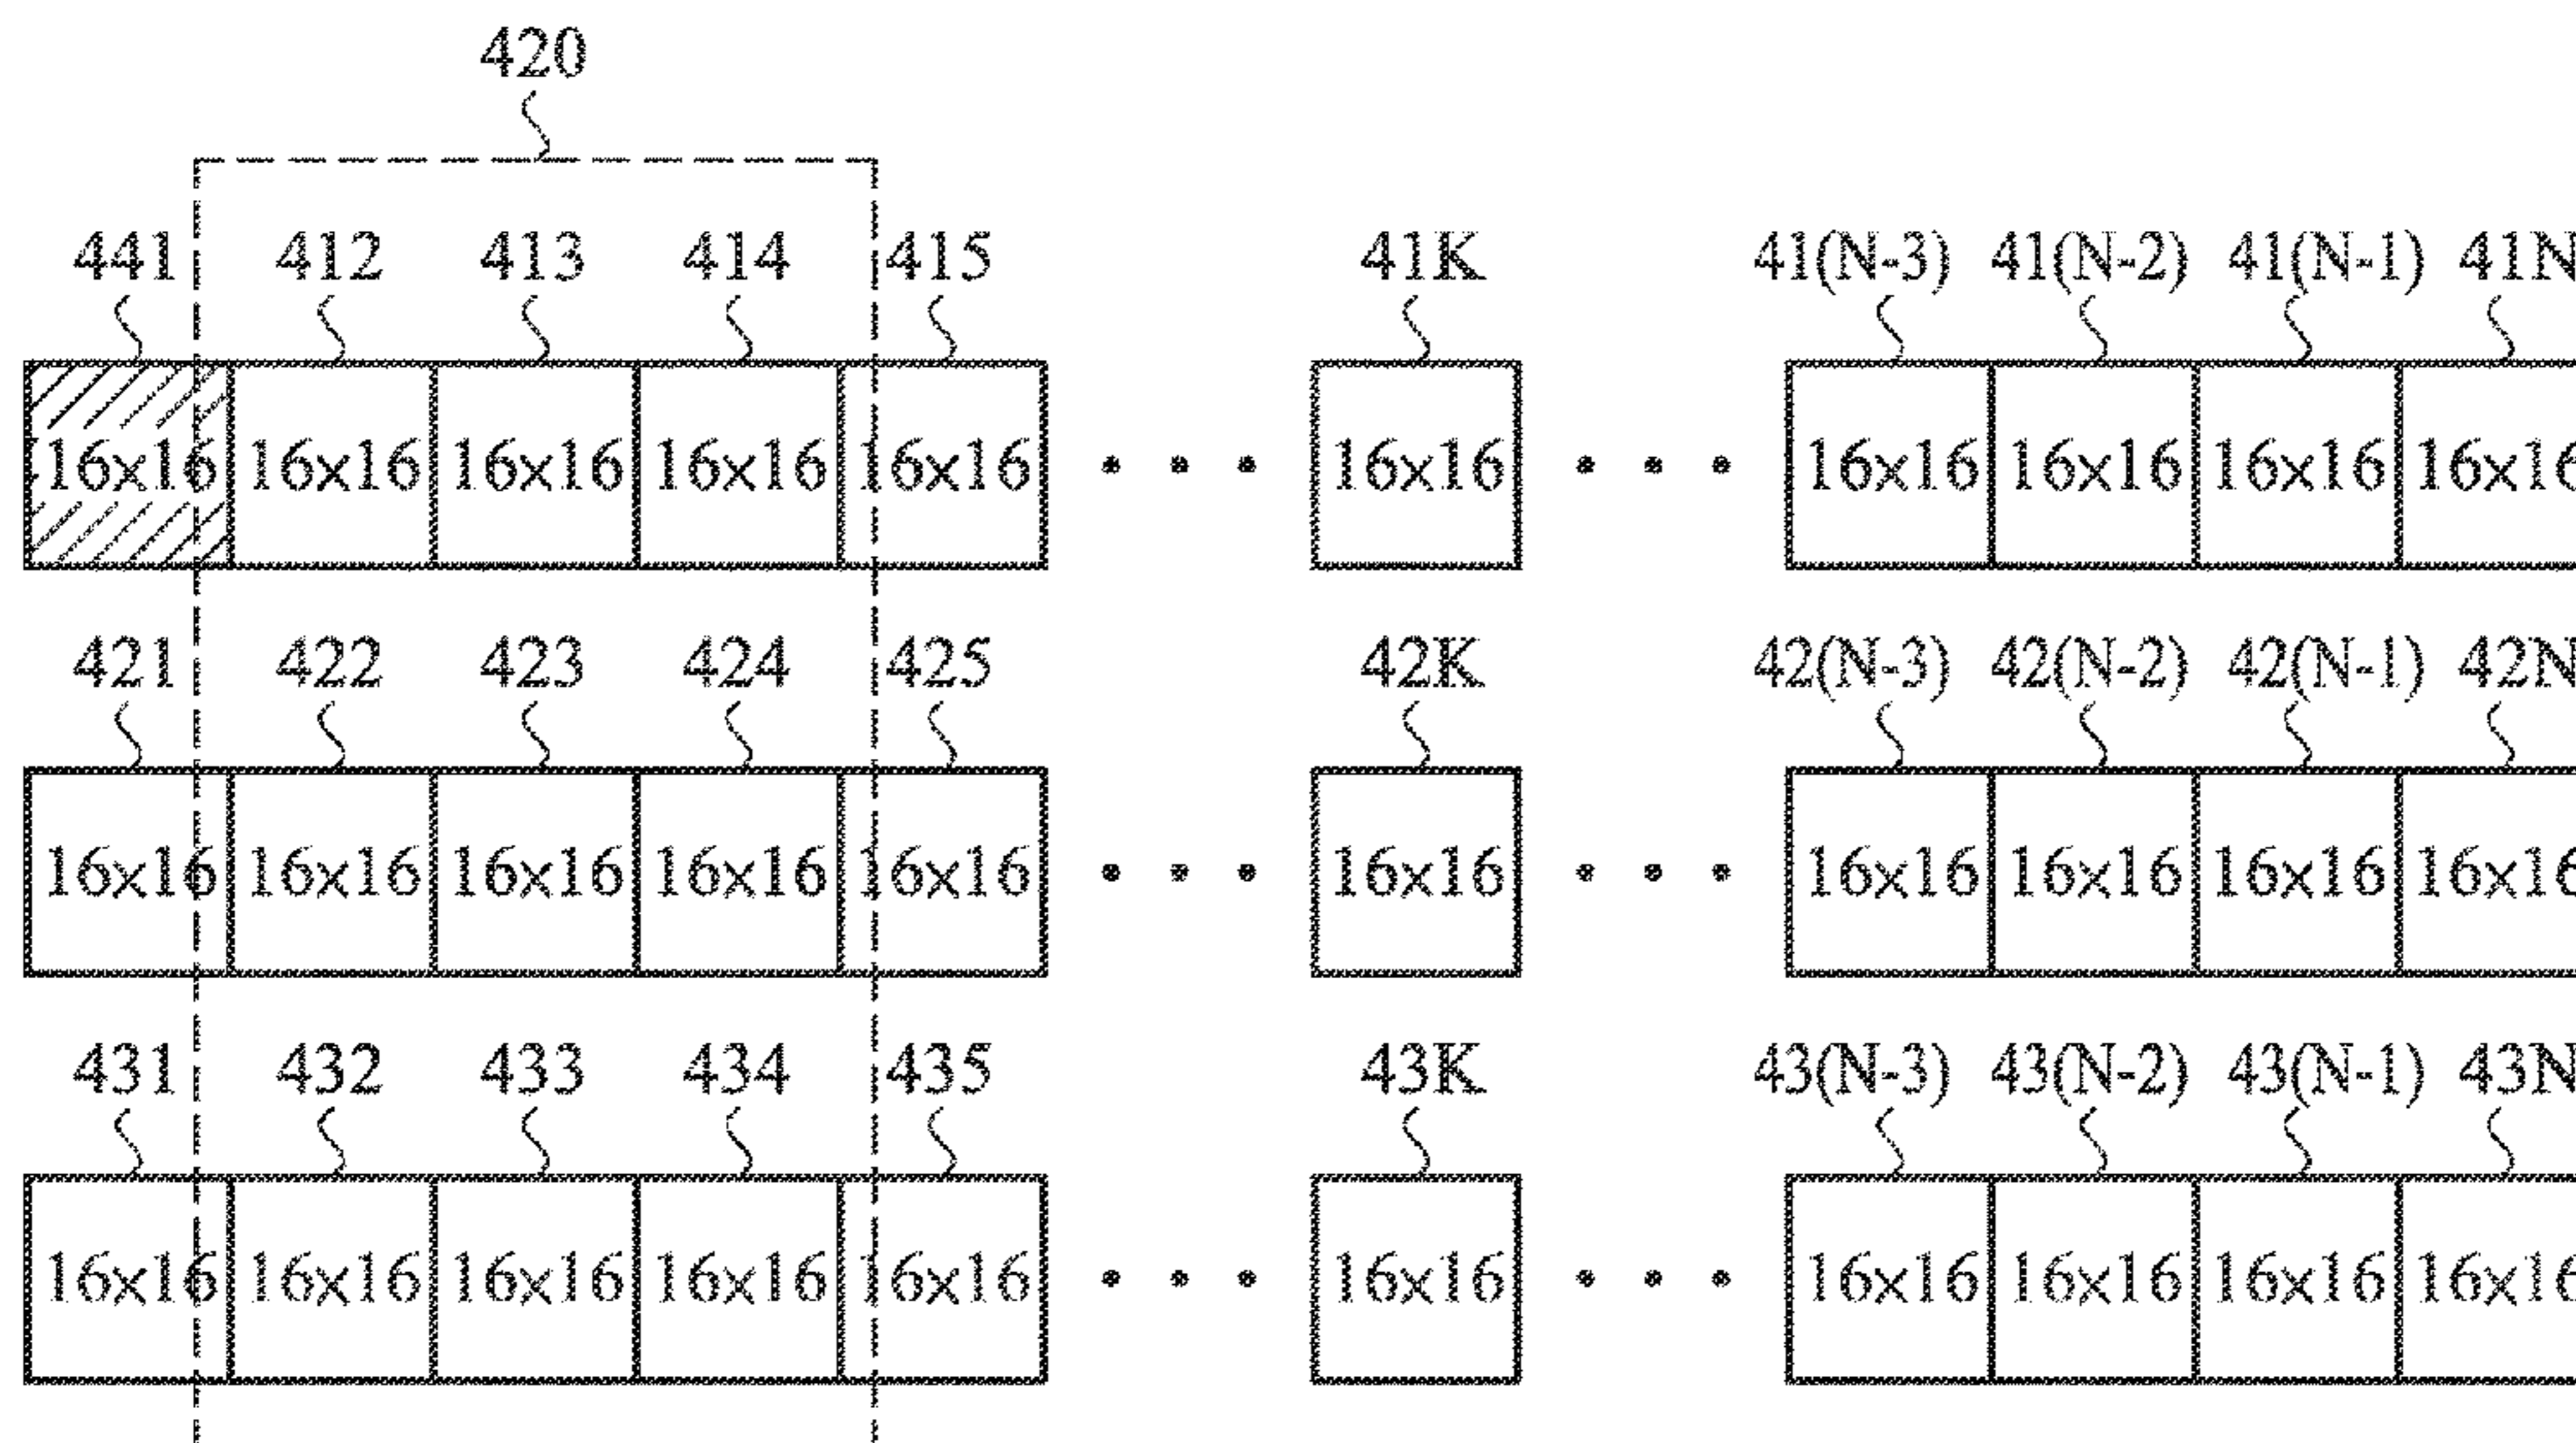 420
441 412 413 414 415 41K 41(N-3) 41(N-2) 41(N-1) 41N
16x16 16x16 16x16 16x16 16x16 • • • 16x16 • • • 16x16 16x16 16x16 16x16
421 422 423 424 425 42K 42(N-3) 42(N-2) 42(N-1) 42N
16x16 16x16 16x16 16x16 16x16 • • • 16x16 • • • 16x16 16x16 16x16 16x16
431 432 433 434 435 43K 43(N-3) 43(N-2) 43(N-1) 43N
16x16 16x16 16x16 16x16 16x16 • • • 16x16 • • • 16x16 16x16 16x16 16x16